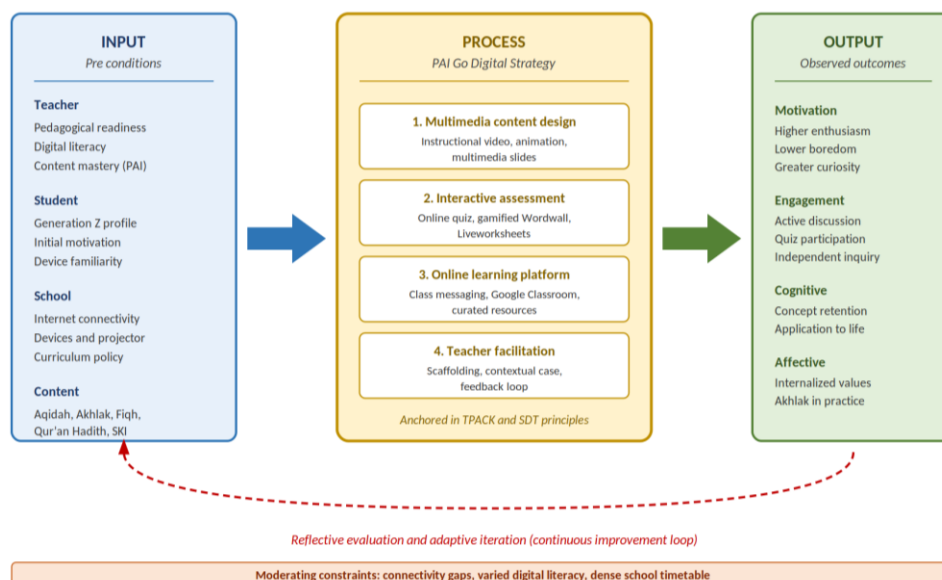 INPUT
Pre conditions
Teacher
Pedagogical readiness
Digital literacy
Content mastery (PAI)
Student
Generation Z profile
Initial motivation
Device familiarity
School
Internet connectivity
Devices and projector
Curriculum policy
Content
Aqidah, Akhlak, Fiqh,
Qur'an Hadith, SKI
PROCESS
PAI Go Digital Strategy
1. Multimedia content design
Instructional video, animation,
multimedia slides
2. Interactive assessment
Online quiz, gamified Wordwall,
Liveworksheets
3. Online learning platform
Class messaging, Google Classroom,
curated resources
4. Teacher facilitation
Scaffolding, contextual case,
feedback loop
Anchored in TPACK and SDT principles
OUTPUT
Observed outcomes
Motivation
Higher enthusiasm
Lower boredom
Greater curiosity
Engagement
Active discussion
Quiz participation
Independent inquiry
Cognitive
Concept retention
Application to life
Affective
Internalized values
Akhlak in practice
Reflective evaluation and adaptive iteration (continuous improvement loop)
Moderating constraints: connectivity gaps, varied digital literacy, dense school timetable